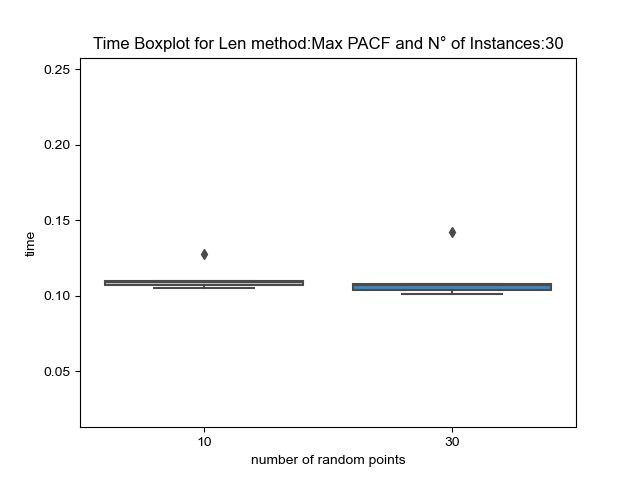 Time Boxplot for Len method:Max PACF and N° of Instances:30
0.25
0.20
0.15
0.10
0.05
time
10
30
number of random points